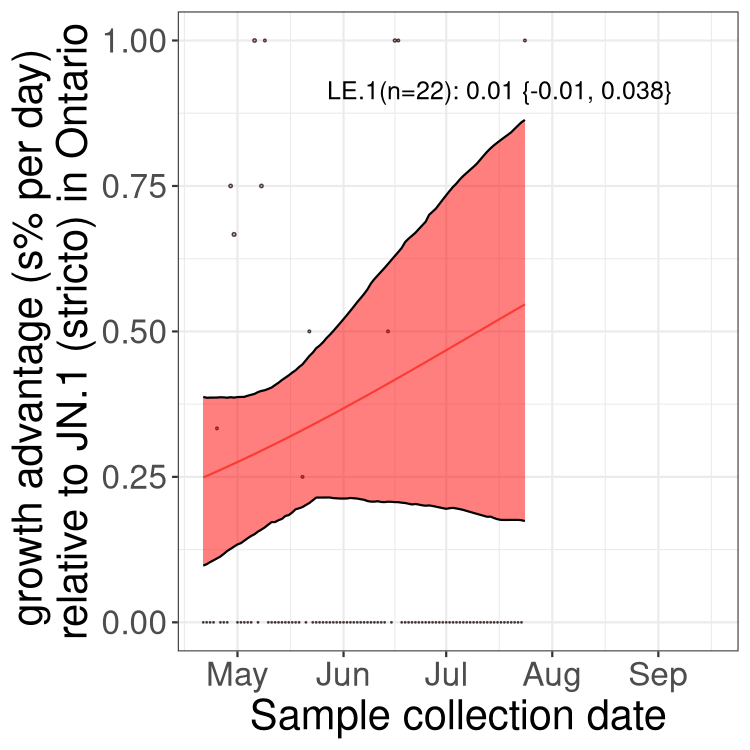 growth advantage (s% per day)
relative to JN.1 (stricto) in Ontario
1.00
0.75
0.50
0.25
0.00
LE.1(n=22): 0.01 {-0.01, 0.038}
May Jun Jul Aug Sep
Sample collection date